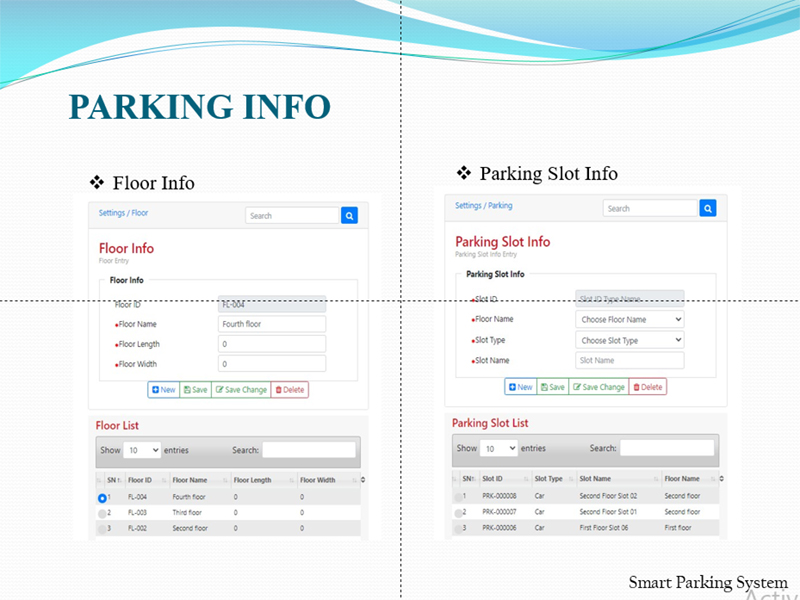 PARKING INFO
❖ Floor Info
Settings / Floor
Search
Floor Info
Floor Entry
Floor Info
Floor ID FL-004
Floor Name Fourth floor
Floor Length 0
Floor Width 0
New Save Save Change Delete
Floor List
Show 10 entries Search:
SN Floor ID Floor Name Floor Length Floor Width
1 FL-004 Fourth floor 0 0
2 FL-003 Third floor 0 0
3 FL-002 Second floor 0 0
❖ Parking Slot Info
Settings / Parking
Search
Parking Slot Info
Parking Slot Info Entry
Parking Slot Info
Slot ID Slot ID Type Name
Floor Name Choose Floor Name
Slot Type Choose Slot Type
Slot Name Slot Name
New Save Save Change Delete
Parking Slot List
Show 10 entries Search:
SN Slot ID Slot Type Slot Name Floor Name
1 PRK-000008 Car Second Floor Slot 02 Second floor
2 PRK-000007 Car Second Floor Slot 01 Second floor
3 PRK-000006 Car First Floor Slot 06 First floor
Smart Parking System
Activ